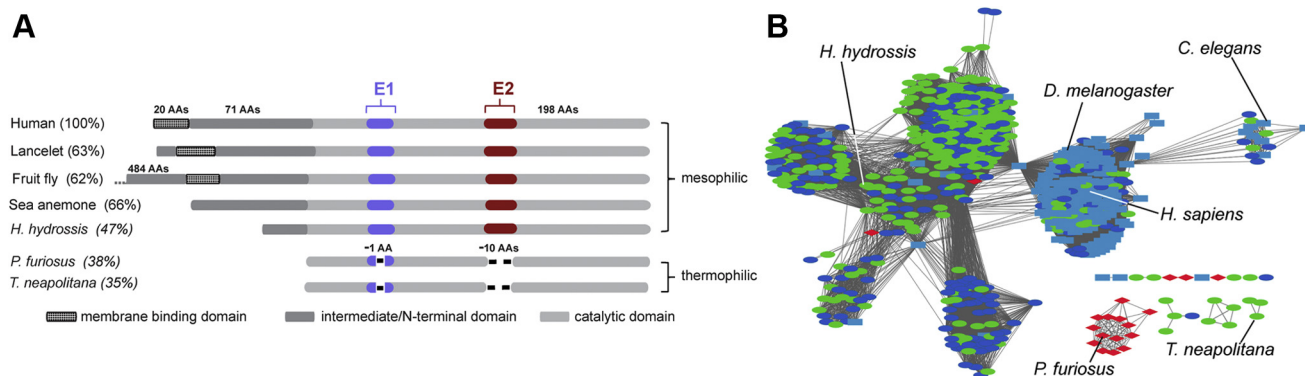 A
E1
E2
20 AAs
71 AAs
198 AAs
Human (100%)
Lancelet (63%)
484 AAs
Fruit fly (62%)
Sea anemone (66%)
H. hydrossis (47%)
mesophilic
-1 AA
-10 AAs
P. furiosus (38%)
T. neapolitana (35%)
thermophilic
membrane binding domain
intermediate/N-terminal domain
catalytic domain
B
H. hydrossis
C. elegans
D. melanogaster
H. sapiens
P. furiosus
T. neapolitana